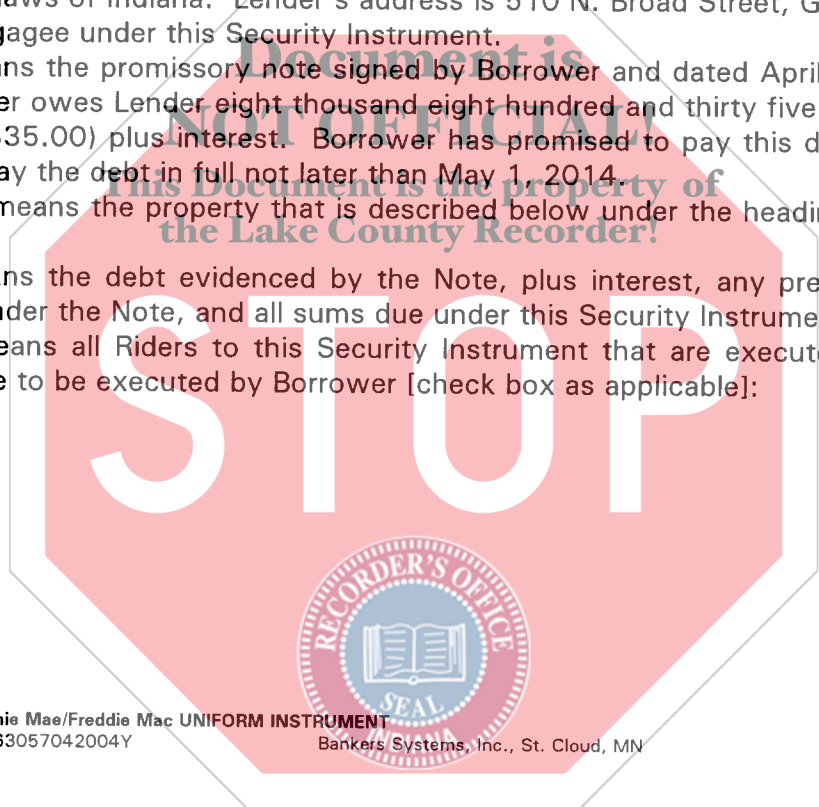 laws of Indiana. Lender's address is 510 N. Broad Street, G
gagee under this Security Instrument.
Document is
ns the promissory note signed by Borrower and dated April
er owes Lender eight thousand eight hundred and thirty five
NOT OFFICIAL!
35.00) plus interest. Borrower has promised to pay this d
ay the debt in full not later than May 1, 2014.
This Document is the property of
means the property that is described below under the headin
the Lake County Recorder!
ns the debt evidenced by the Note, plus interest, any pre
nder the Note, and all sums due under this Security Instrume
eans all Riders to this Security Instrument that are execut
e to be executed by Borrower [check box as applicable]:
STOP
RECORDER'S OFFICE
SEAL
INDIANA
nie Mae/Freddie Mac UNIFORM INSTRUMENT
63057042004Y
Bankers Systems, Inc., St. Cloud, MN